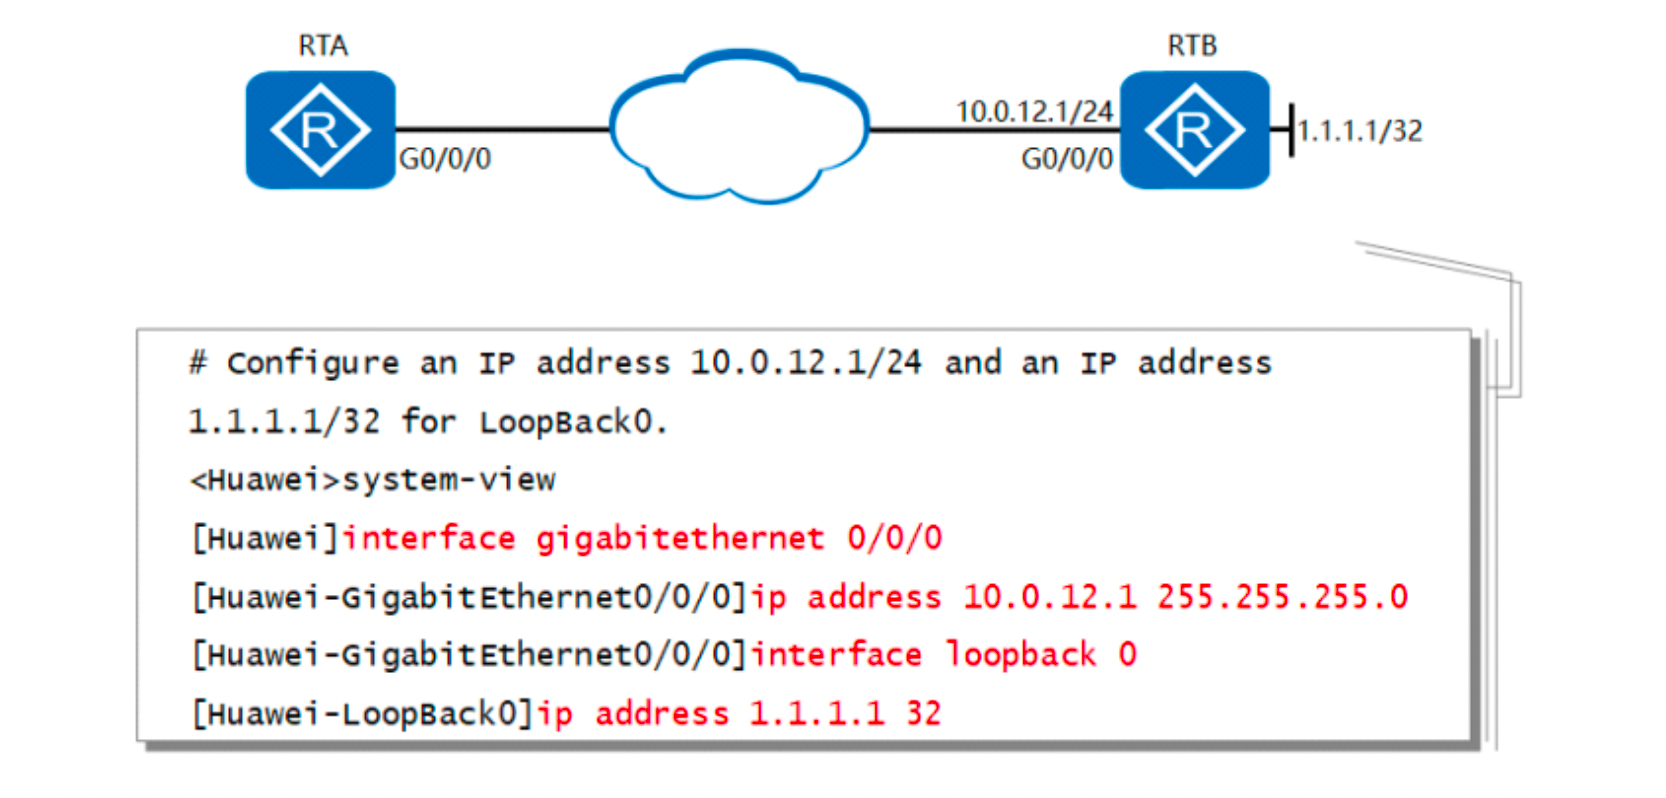 RTA
RTB
R
R
10.0.12.1/24
1.1.1.1/32
G0/0/0
G0/0/0
# Configure an IP address 10.0.12.1/24 and an IP address
1.1.1.1/32 for LoopBack0.
<Huawei>system-view
[Huawei]interface gigabitethernet 0/0/0
[Huawei-GigabitEthernet0/0/0]ip address 10.0.12.1 255.255.255.0
[Huawei-GigabitEthernet0/0/0]interface loopback 0
[Huawei-LoopBack0]ip address 1.1.1.1 32